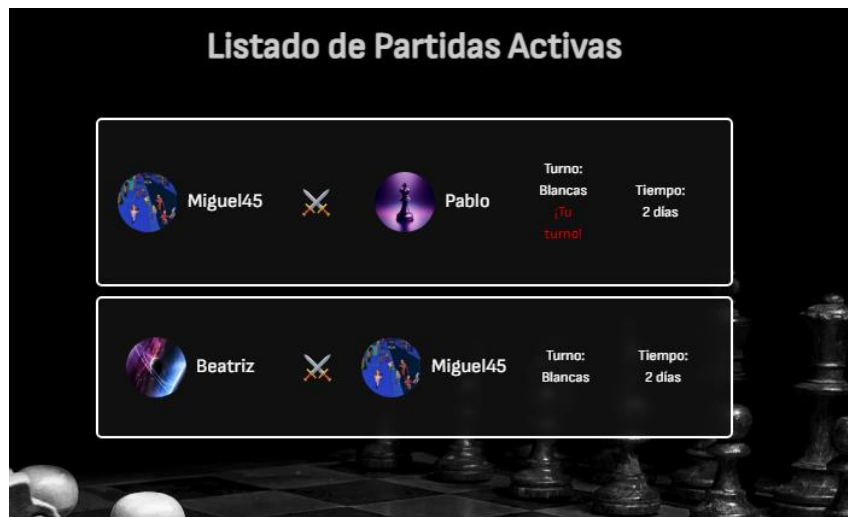 Listado de Partidas Activas
Miguel45
Pablo
Turno:
Blancas
¡Tu
turno!
Tiempo:
2 días
Beatriz
Miguel45
Turno:
Blancas
Tiempo:
2 días